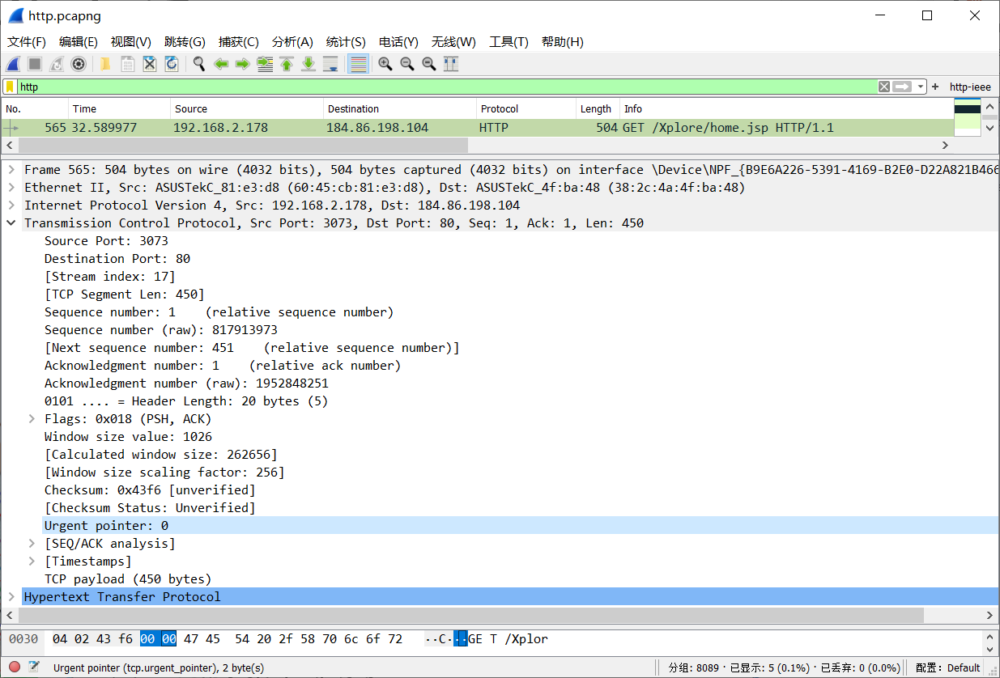 http.pcapng
文件(F) 编辑(E) 视图(V) 跳转(G) 捕获(C) 分析(A) 统计(S) 电话(Y) 无线(W) 工具(T) 帮助(H)
http http-ieee
No. Time Source Destination Protocol Length Info
565 32.589977 192.168.2.178 184.86.198.104 HTTP 504 GET /Xplore/home.jsp HTTP/1.1
Frame 565: 504 bytes on wire (4032 bits), 504 bytes captured (4032 bits) on interface \Device\NPF_{B9E6A226-5391-4169-B2E0-D22A821B466
Ethernet II, Src: ASUSTekC_81:e3:d8 (60:45:cb:81:e3:d8), Dst: ASUSTekC_4f:ba:48 (38:2c:4a:4f:ba:48)
Internet Protocol Version 4, Src: 192.168.2.178, Dst: 184.86.198.104
Transmission Control Protocol, Src Port: 3073, Dst Port: 80, Seq: 1, Ack: 1, Len: 450
Source Port: 3073
Destination Port: 80
[Stream index: 17]
[TCP Segment Len: 450]
Sequence number: 1 (relative sequence number)
Sequence number (raw): 817913973
[Next sequence number: 451 (relative sequence number)]
Acknowledgment number: 1 (relative ack number)
Acknowledgment number (raw): 1952848251
0101 .... = Header Length: 20 bytes (5)
Flags: 0x018 (PSH, ACK)
Window size value: 1026
[Calculated window size: 262656]
[Window size scaling factor: 256]
Checksum: 0x43f6 [unverified]
[Checksum Status: Unverified]
Urgent pointer: 0
[SEQ/ACK analysis]
[Timestamps]
TCP payload (450 bytes)
Hypertext Transfer Protocol
0030 04 02 43 f6 00 00 47 45 54 20 2f 58 70 6c 6f 72 ··C···GE T /Xplor
Urgent pointer (tcp.urgent_pointer), 2 byte(s) 分组: 8089 · 已显示: 5 (0.1%) · 已丢弃: 0 (0.0%) 配置: Default